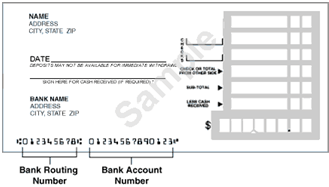 NAME
ADDRESS
CITY, STATE ZIP
DATE
DEPOSITS MAY NOT BE AVAILABLE FOR IMMEDIATE WITHDRAWAL
SIGN HERE FOR CASH RECEIVED (IF REQUIRED)
CHECK OR TOTAL
FROM OTHER SIDE
SUB-TOTAL
LESS CASH
RECEIVED
BANK NAME
ADDRESS
CITY, STATE ZIP
$
Sample
⑆012345678⑆ 0123456789012⑈
Bank Routing
Number
Bank Account
Number